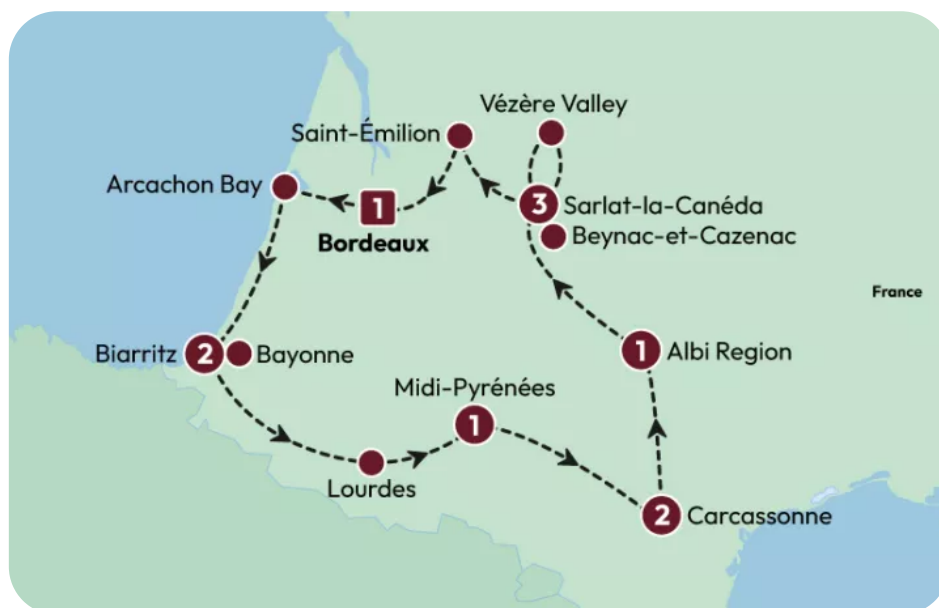 Vézère Valley
Saint-Émilion
Arcachon Bay
1
Bordeaux
3
Sarlat-la-Canéda
Beynac-et-Cazenac
France
Biarritz
2
Bayonne
1
Albi Region
Midi-Pyrénées
1
Lourdes
2
Carcassonne